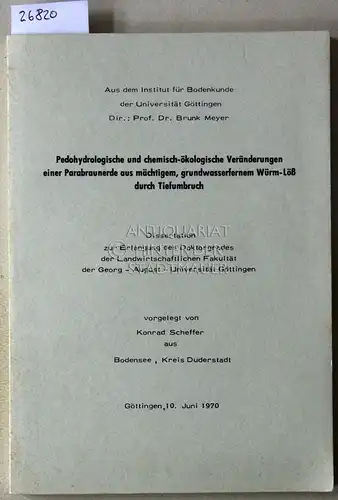 26820
Aus dem Institut für Bodenkunde
der Universität Göttingen
Dir.: Prof. Dr. Brunk Meyer
Pedohydrologische und chemisch-ökologische Veränderungen
einer Parabraunerde aus mächtigem, grundwasserfernem Würm-Löß
durch Tiefumbruch
ANTIQUARIAT
Dissertation
zur Erlangung des Doktorgrades
der Landwirtschaftlichen Fakultät
der Georg - August - Universität Göttingen
vorgelegt von
Konrad Scheffer
aus
Bodensee, Kreis Duderstadt
Göttingen, 10. Juni 1970